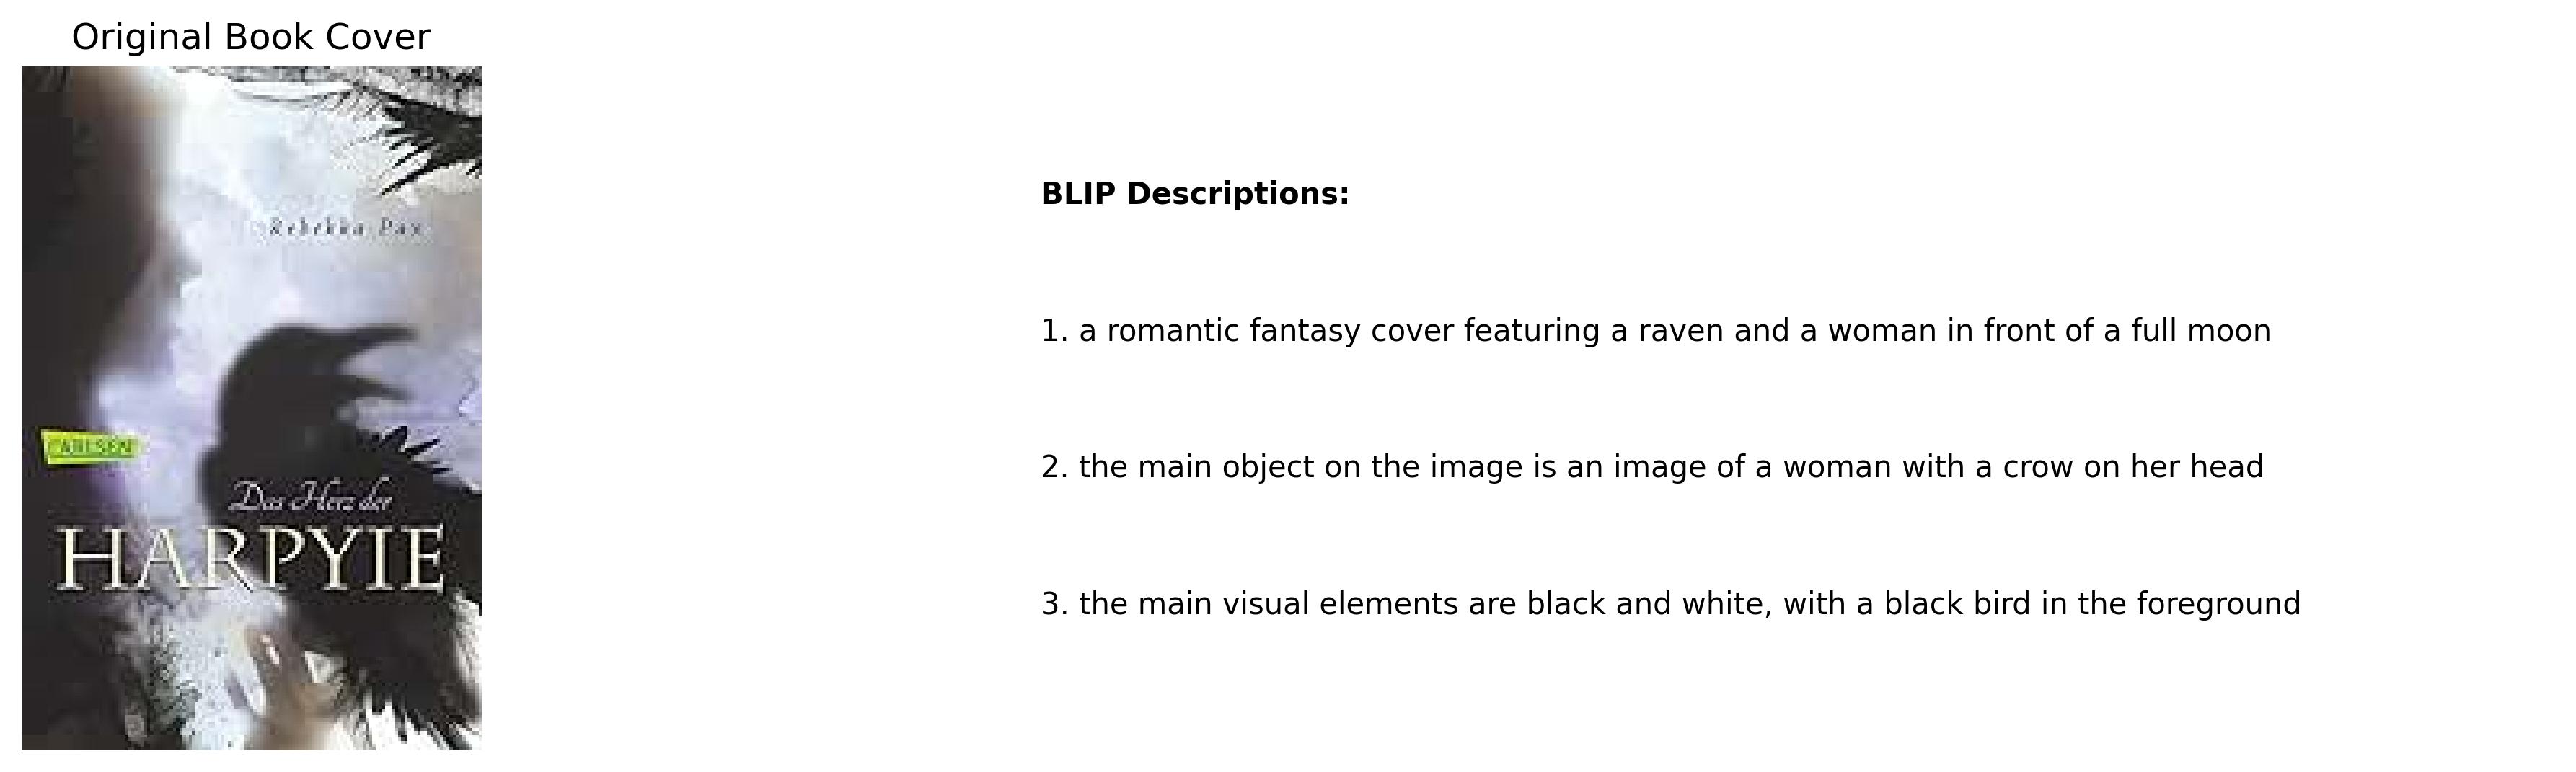 Original Book Cover
Rebekka Pax
CARLSEN
Das Herz der
HARPYIE
BLIP Descriptions:
1. a romantic fantasy cover featuring a raven and a woman in front of a full moon
2. the main object on the image is an image of a woman with a crow on her head
3. the main visual elements are black and white, with a black bird in the foreground